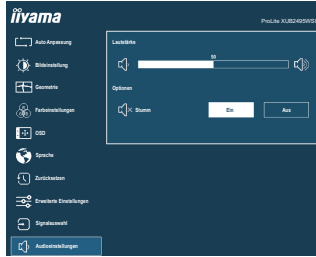 iiyama
ProLite XUB2495WSU
Auto Anpassung
Bildeinstellung
Geometrie
Farbeinstellungen
OSD
Sprache
Zurücksetzen
Erweiterte Einstellungen
Signalauswahl
Audioeinstellungen
Lautstärke
50
Optionen
Stumm
Ein
Aus